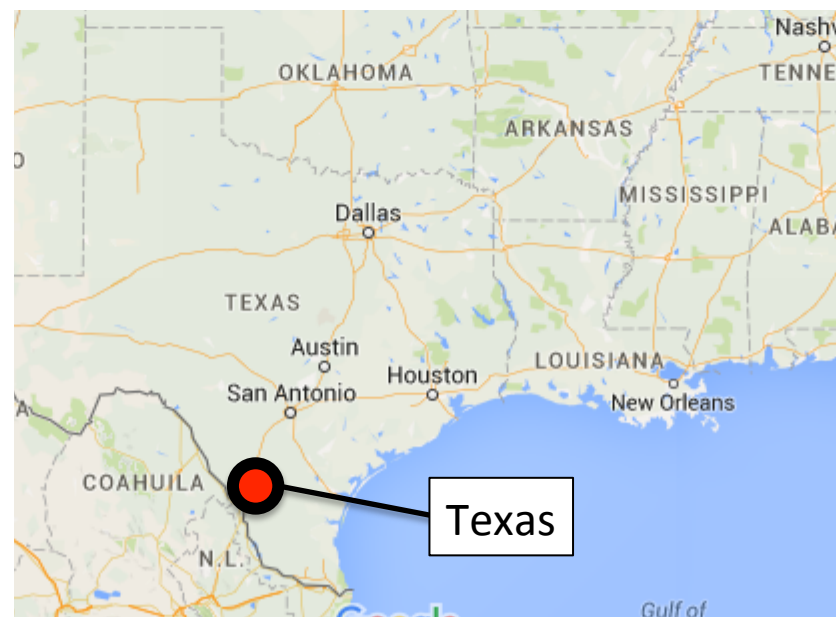 Nashv
TENNE
OKLAHOMA
ARKANSAS
O
MISSISSIPPI
Dallas
ALABA
TEXAS
Austin
LOUISIANA
Houston
San Antonio
New Orleans
A
COAHUILA
Texas
N.L.
Google
Gulf of